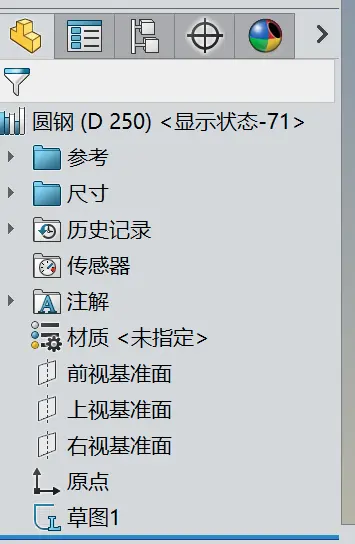 圆钢 (D 250) <显示状态-71>
参考
尺寸
历史记录
传感器
注解
材质 <未指定>
前视基准面
上视基准面
右视基准面
原点
草图1